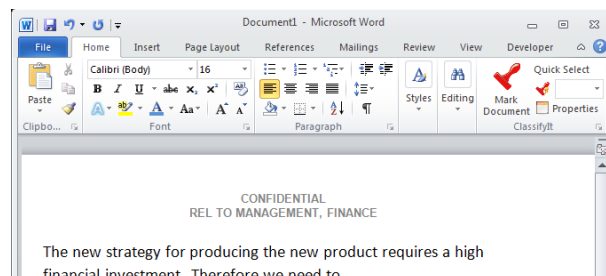 Document1 - Microsoft Word
File Home Insert Page Layout References Mailings Review View Developer
Calibri (Body) 16 Quick Select
Paste B I U abc X₂ X² Styles Editing Mark Document Properties
Aa A A
Clipbo... Font Paragraph ClassifyIt
CONFIDENTIAL
REL TO MANAGEMENT, FINANCE
The new strategy for producing the new product requires a high
financial investment. Therefore we need to